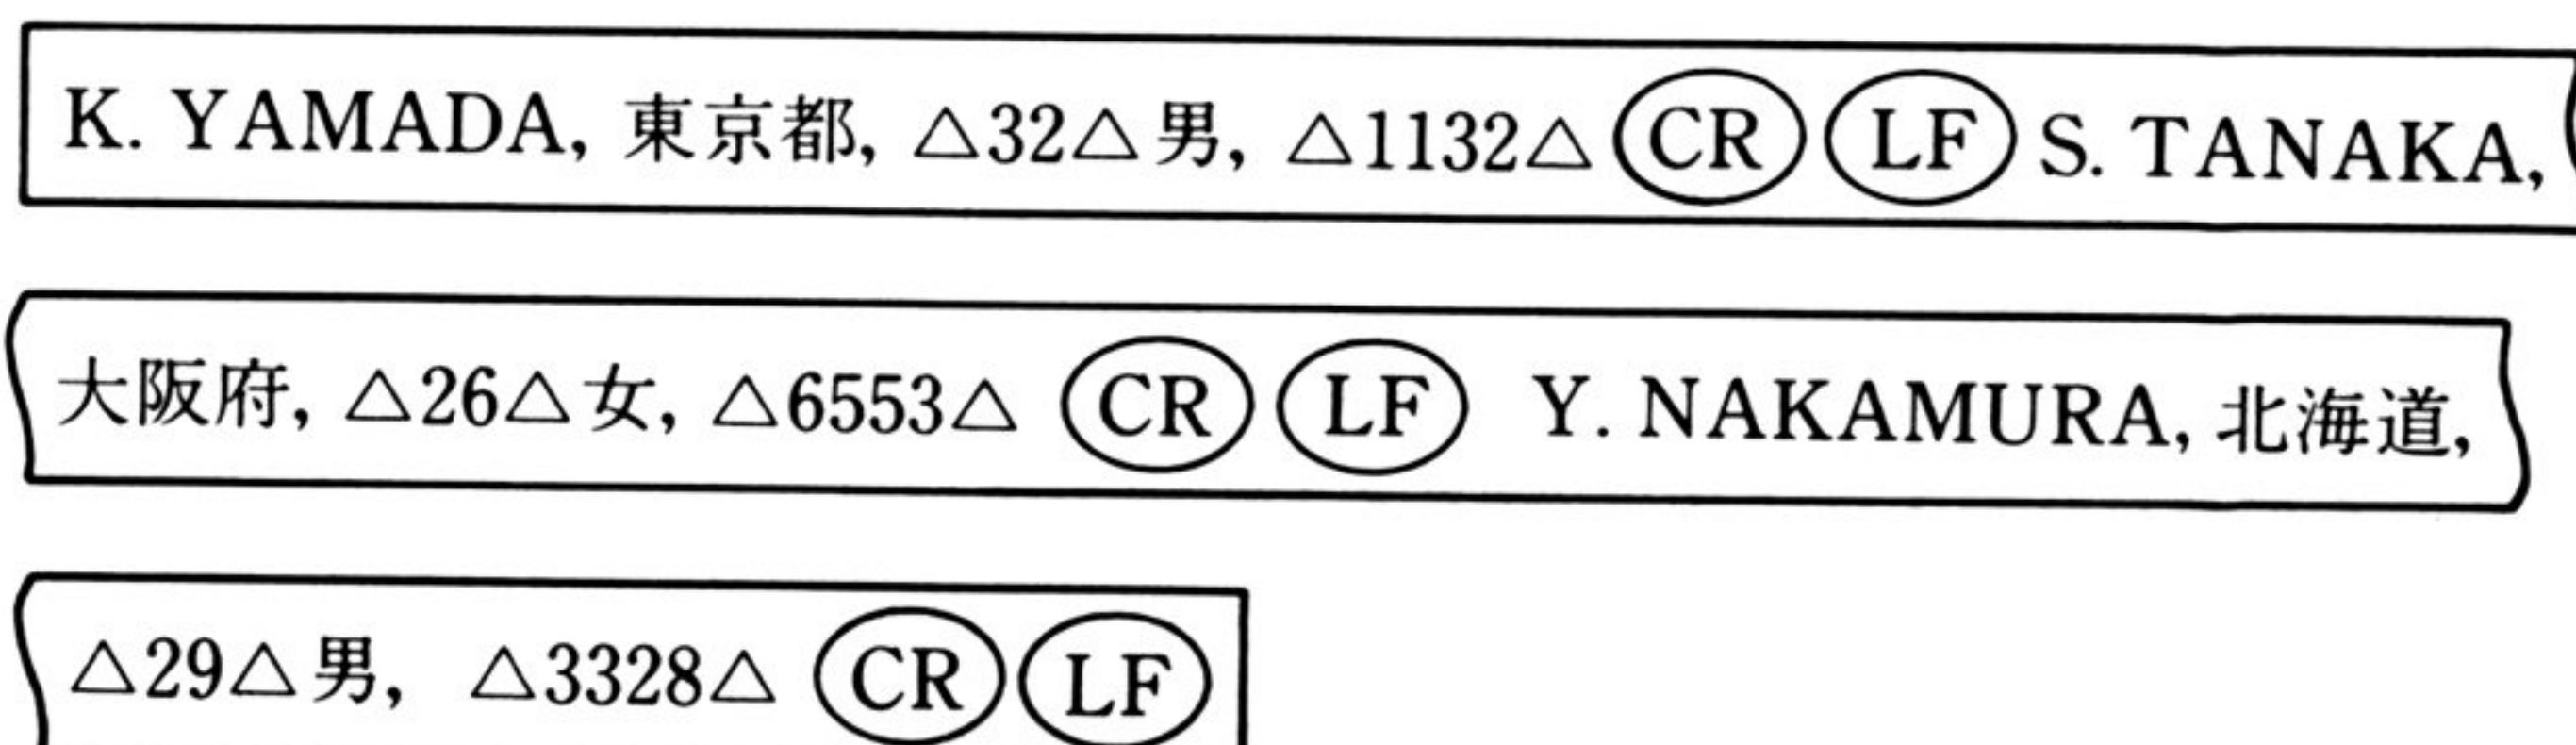 K. YAMADA, 東京都, △32△男, △1132△ CR LF S. TANAKA,
大阪府, △26△女, △6553△ CR LF Y. NAKAMURA, 北海道,
△29△男, △3328△ CR LF